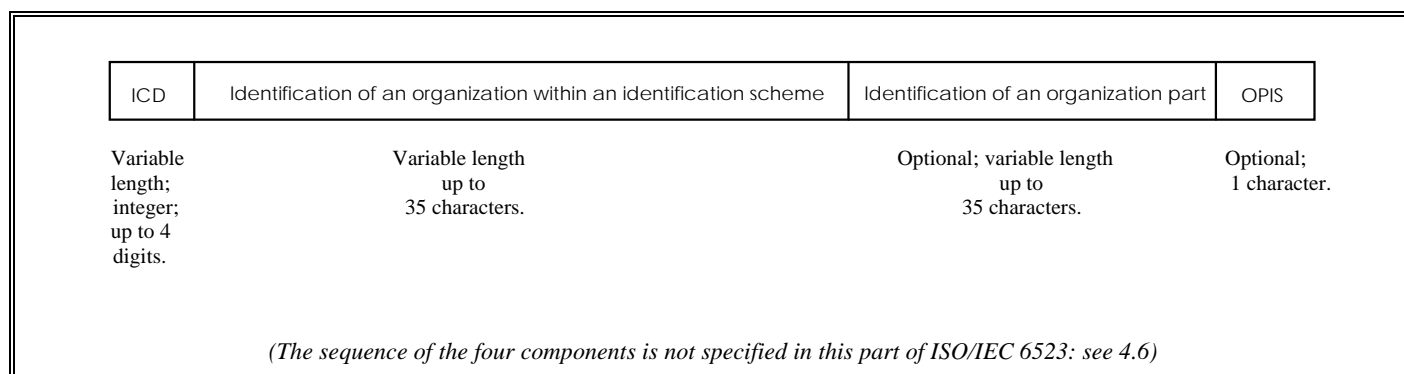 ICD
Identification of an organization within an identification scheme
Identification of an organization part
OPIS
Variable
length;
integer;
up to 4
digits.
Variable length
up to
35 characters.
Optional; variable length
up to
35 characters.
Optional;
1 character.
(The sequence of the four components is not specified in this part of ISO/IEC 6523: see 4.6)